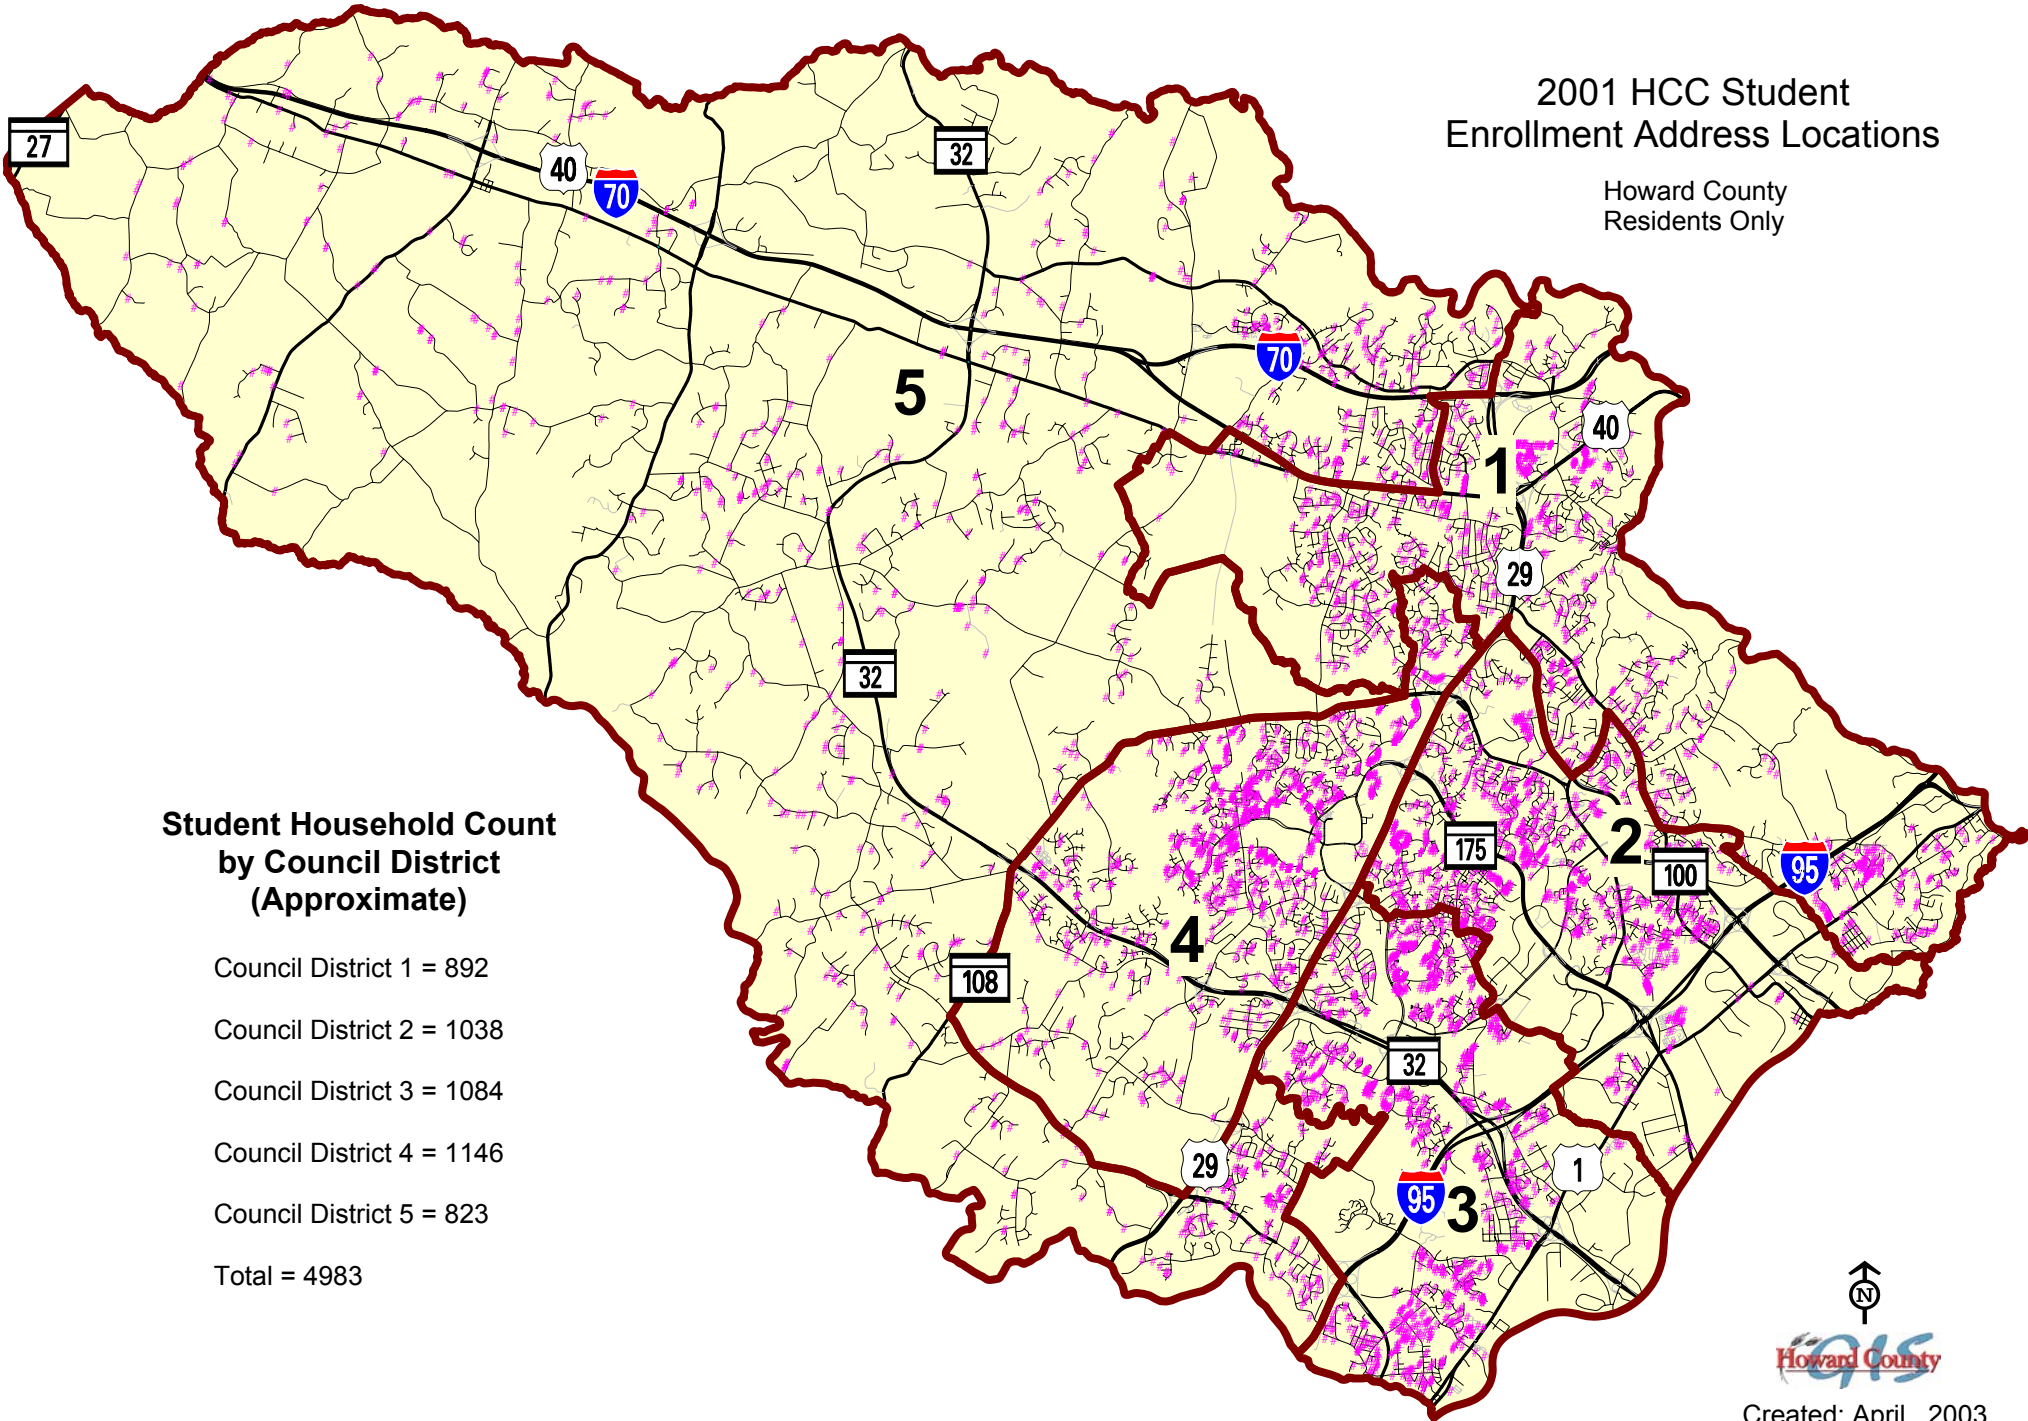 2001 HCC Student
Enrollment Address Locations
Howard County
Residents Only
27
40
70
32
5
70
40
1
29
32
175
2
100
95
4
108
32
29
1
95
3
Student Household Count
by Council District
(Approximate)
Council District 1 = 892
Council District 2 = 1038
Council District 3 = 1084
Council District 4 = 1146
Council District 5 = 823
Total = 4983
N
Howard County
GIS
Created: April, 2003